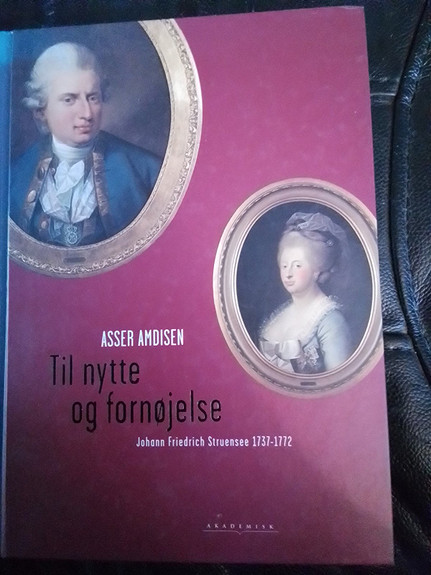 ASSER AMDISEN
Til nytte
og fornøjelse
Johann Friedrich Struensee 1737-1772
AKADEMISK